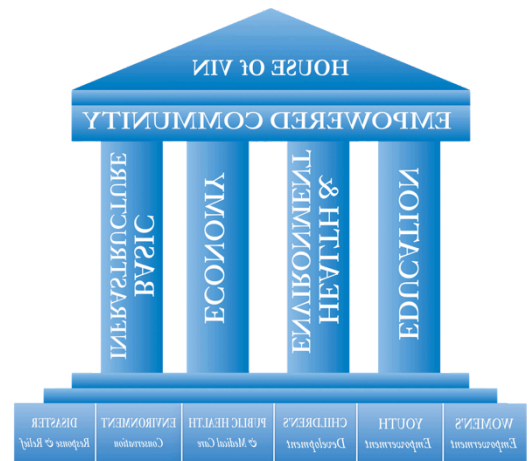 HOUSE Of VIN
EMPOWERED COMMUNITY
EDUCATION
HEALTH &
ENVIRONMENT
ECONOMY
BASIC
INFRASTRUCTURE
WOMEN'S
Empowerment
YOUTH
Empowerment
CHILDREN'S
Development
PUBLIC HEALTH
& Medical Care
ENVIRONMENT
Conservation
DISASTER
Response & Relief